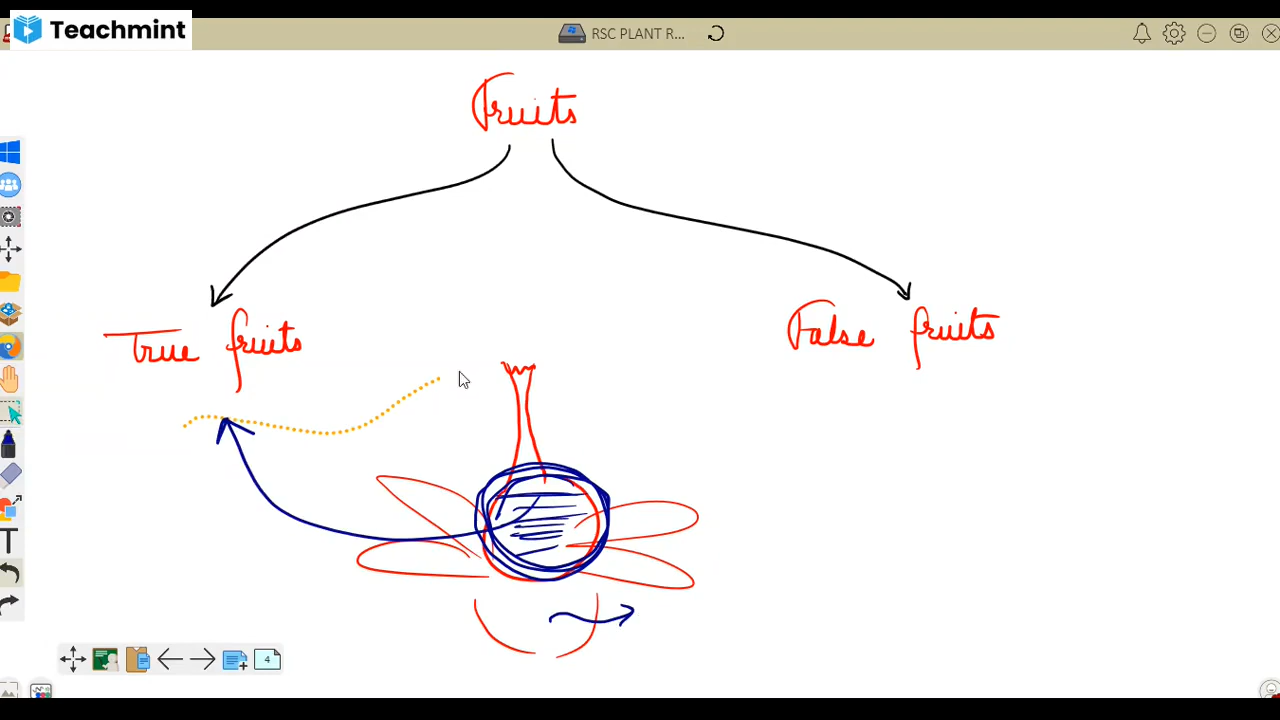 Teachmint
RSC PLANT R...
Fruits
True fruits
False fruits
T
4